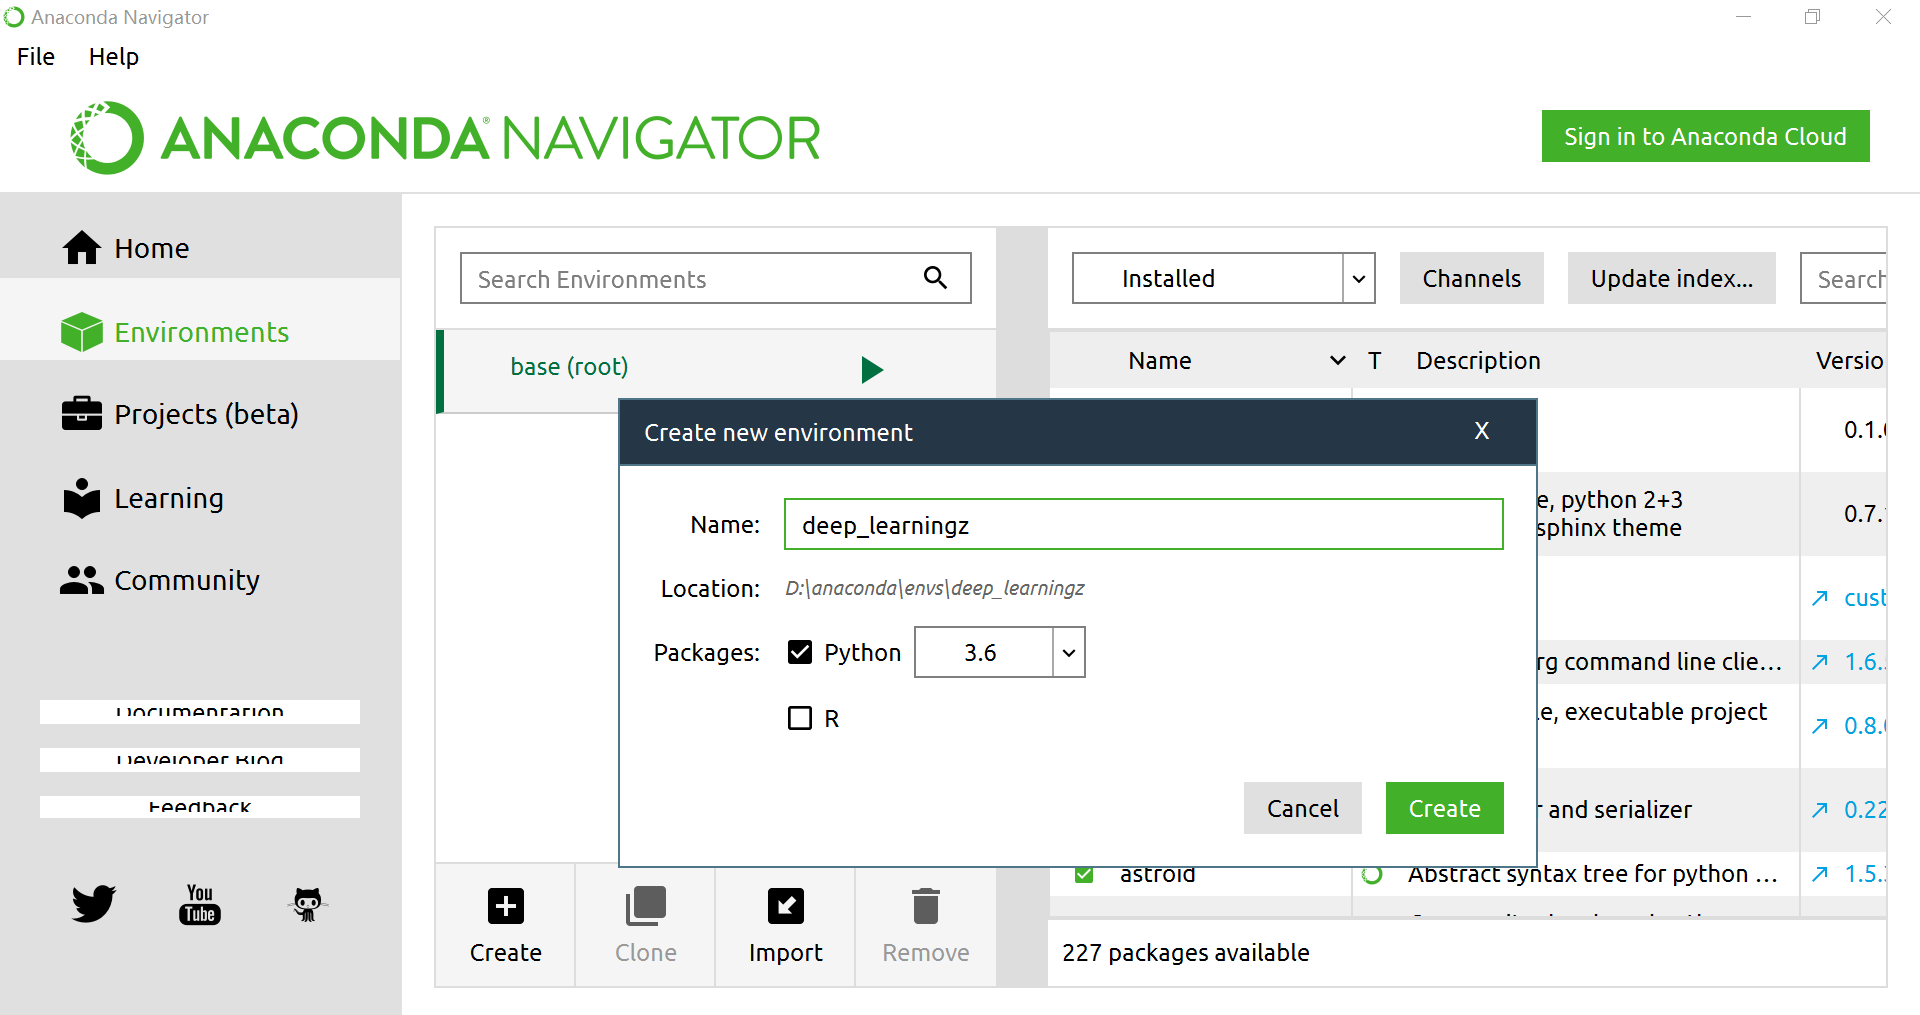 Anaconda Navigator
File Help
ANACONDA® NAVIGATOR
Sign in to Anaconda Cloud
Home
Environments
Projects (beta)
Learning
Community
Documentation
Developer Blog
Feedback
You
Tube
Search Environments
base (root)
Create
Clone
Import
Remove
Installed
Channels
Update index...
Search
Name T Description Versio
0.1.
e, python 2+3
sphinx theme
0.7.
cust
rg command line clie...
1.6.
e, executable project
0.8.
r and serializer
0.22
astroid Abstract syntax tree for python ...
1.5.
227 packages available
Create new environment X
Name: deep_learningz
Location: D:\anaconda\envs\deep_learningz
Packages: Python 3.6
R
Cancel Create